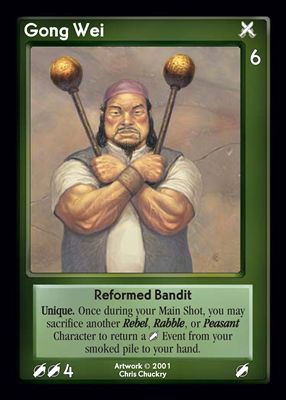 Gong Wei
6
Reformed Bandit
Unique. Once during your Main Shot, you may
sacrifice another Rebel, Rabble, or Peasant
Character to return a Event from your
smoked pile to your hand.
4
Artwork © 2001
Chris Chuckry